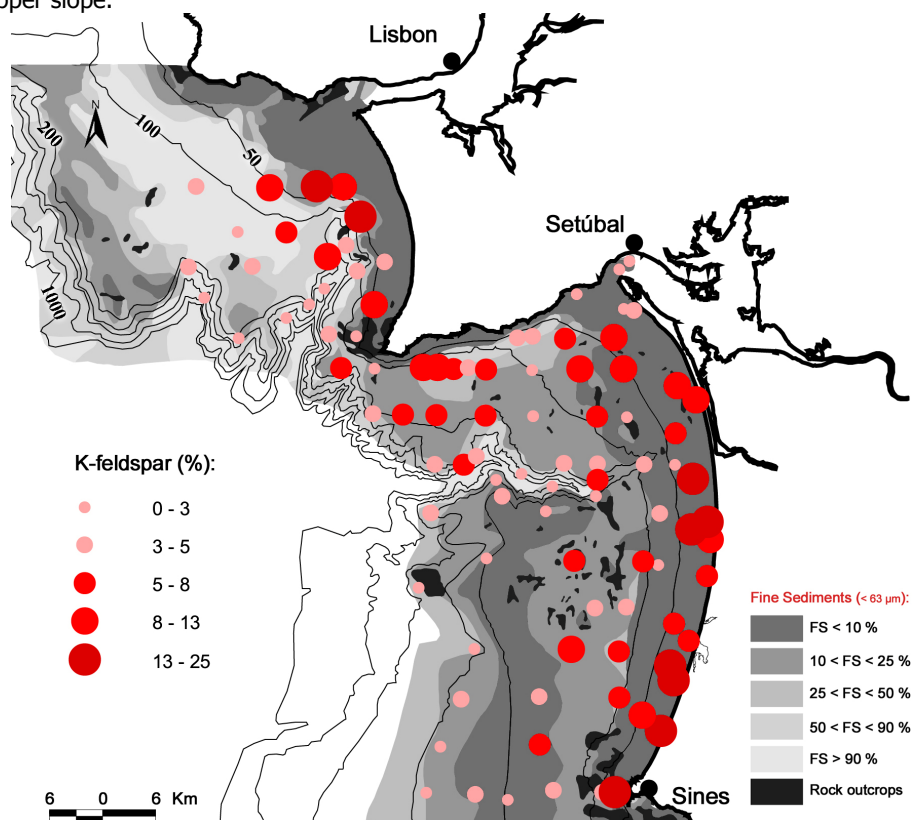 pper slope.
Lisbon
N
200
100
50
Setúbal
1000
K-feldspar (%):
0 - 3
3 - 5
5 - 8
8 - 13
13 - 25
Fine Sediments (< 63 µm):
FS < 10 %
10 < FS < 25 %
25 < FS < 50 %
50 < FS < 90 %
FS > 90 %
Rock outcrops
6 0 6 Km
Sines